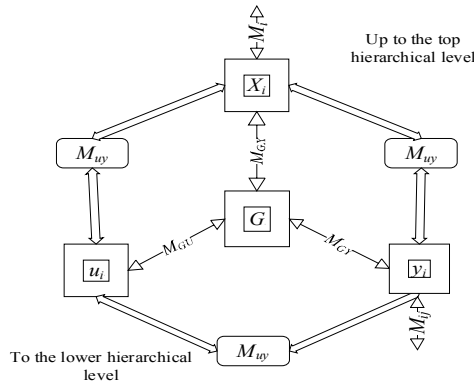 M_i
Up to the top
hierarchical level
X_i
M_uy
M_GX
M_uy
G
M_GU
M_GY
u_i
y_i
M_ij
M_uy
To the lower hierarchical
level